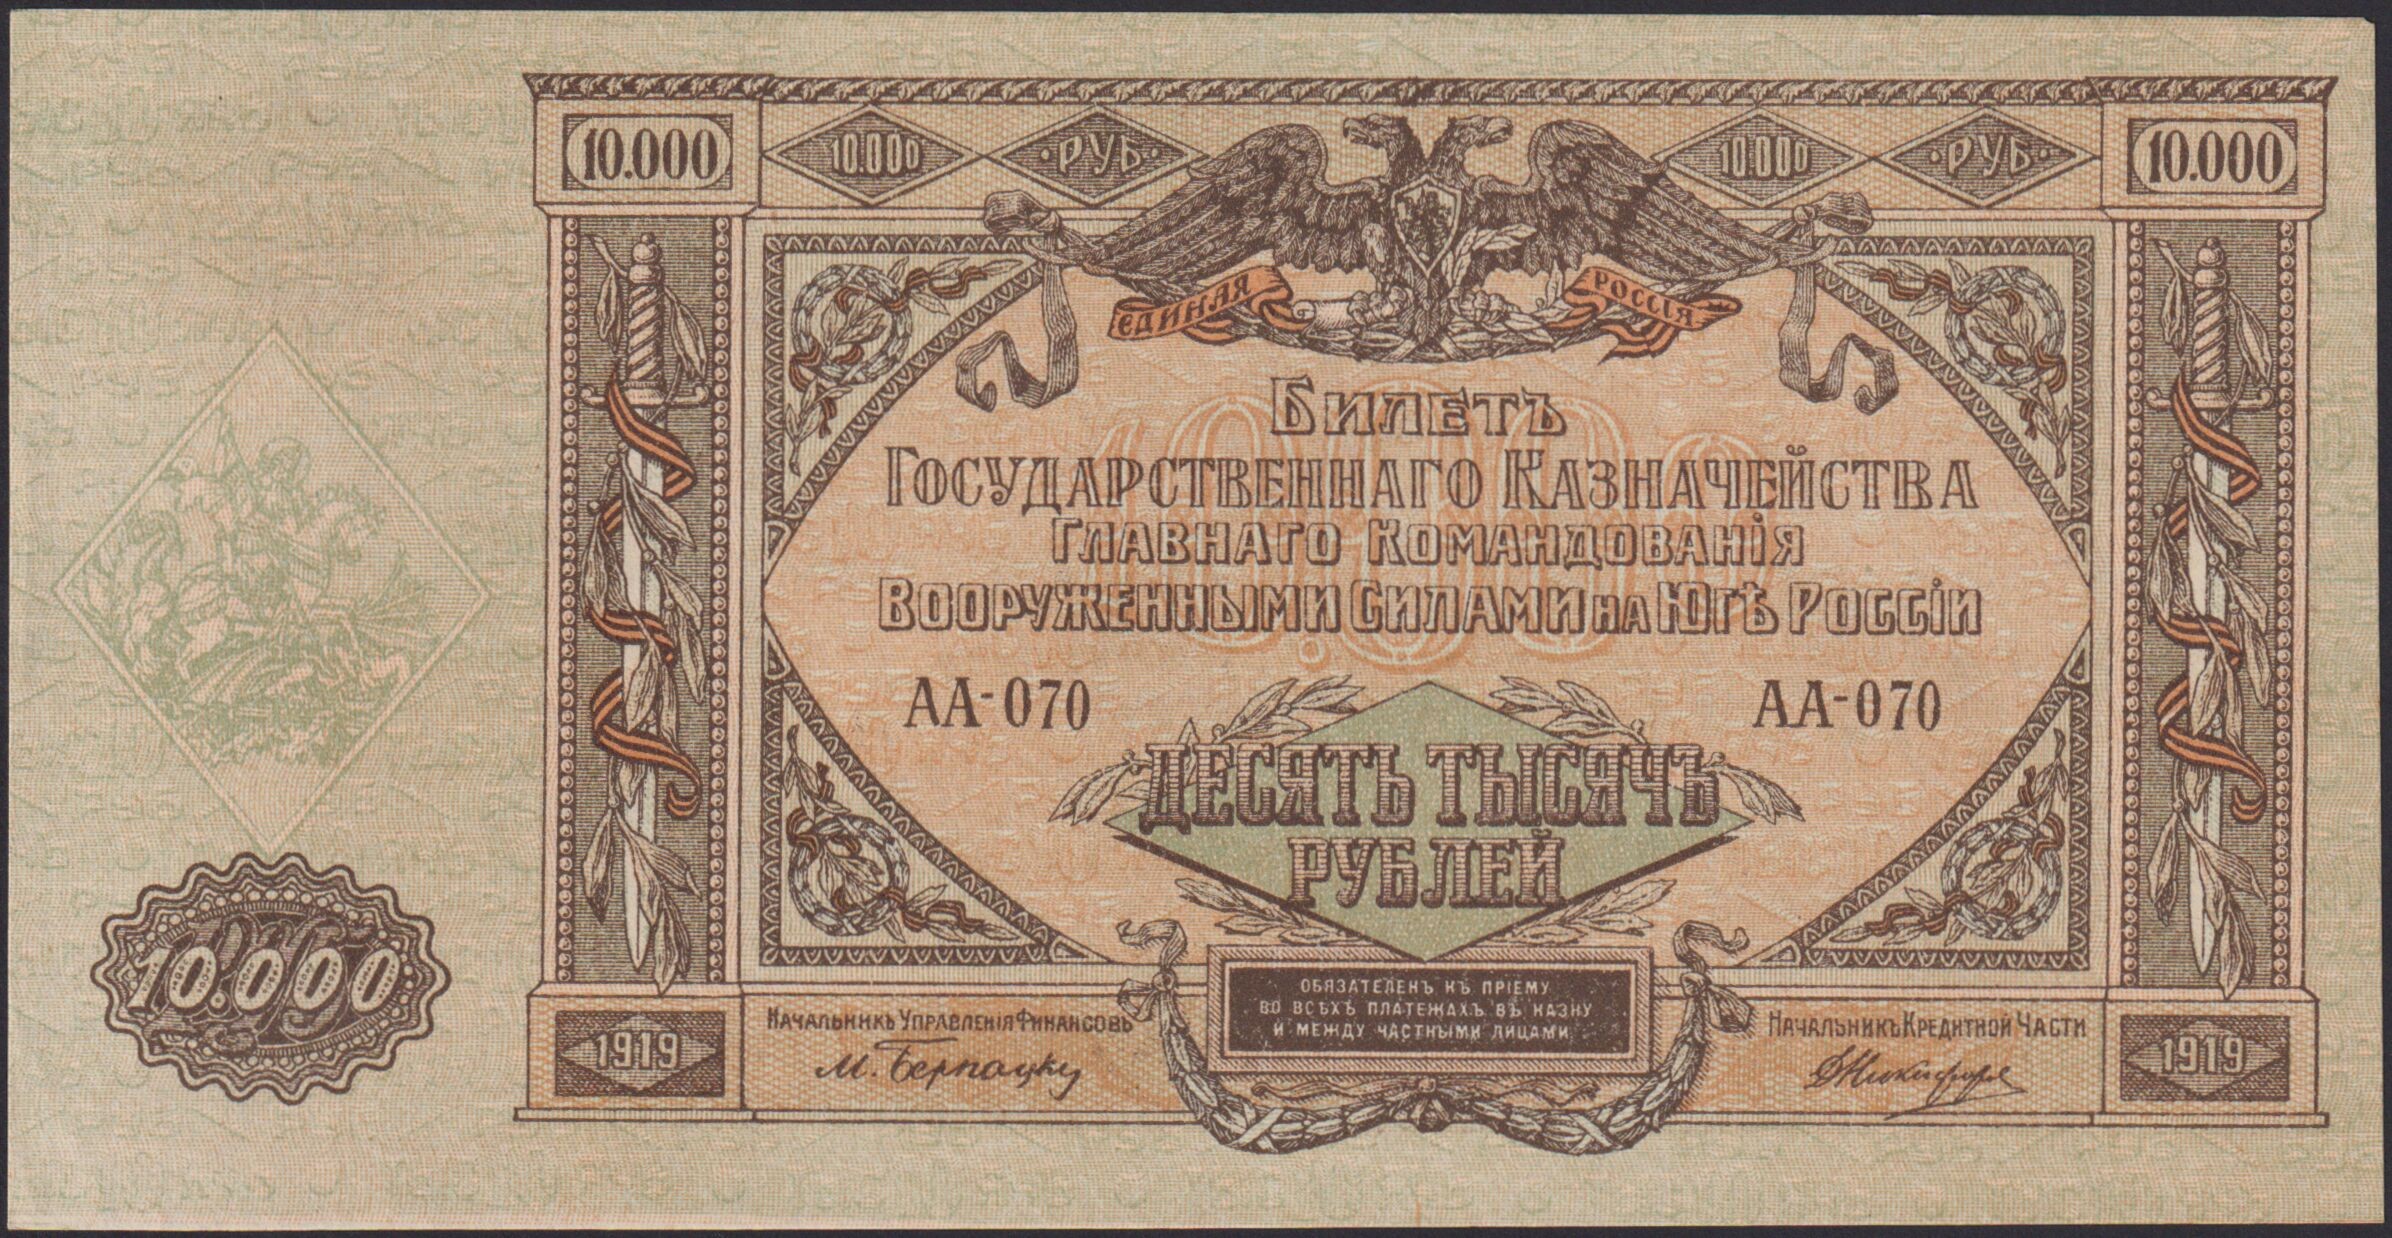 10.000 10.000 РУБ 10.000 РУБ 10.000
ЕДИНАЯ РОССIЯ
БИЛЕТЪ
ГОСУДАРСТВЕННАГО КАЗНАЧЕЙСТВА
ГЛАВНАГО КОМАНДОВАНІЯ
ВООРУЖЕННЫМИ СИЛАМИ НА ЮГѢ РОССІИ
АА-070 АА-070
ДЕСЯТЬ ТЫСЯЧЪ
РУБЛЕЙ
10.000
ОБЯЗАТЕЛЕНЪ КЪ ПРІЕМУ
ВО ВСѢХЪ ПЛАТЕЖАХЪ ВЪ КАЗНУ
И МЕЖДУ ЧАСТНЫМИ ЛИЦАМИ
1919 НАЧАЛЬНИКЪ УПРАВЛЕНІЯ ФИНАНСОВЪ НАЧАЛЬНИКЪ КРЕДИТНОЙ ЧАСТИ 1919
М. Бернацкій Никифоров